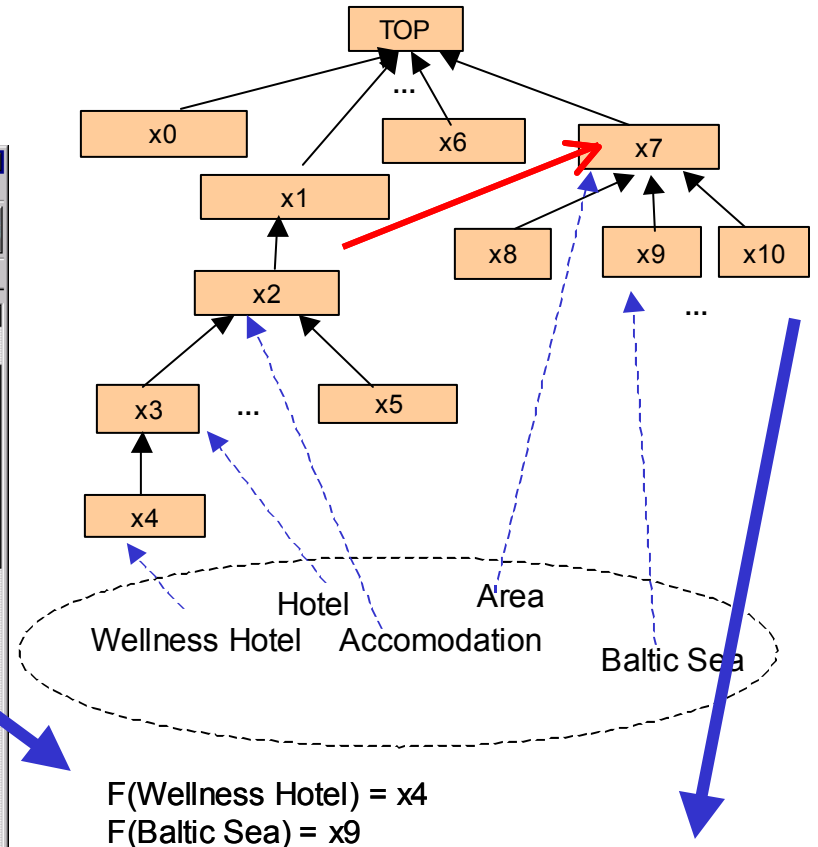 TOP
...
x0
x6
x7
x1
x8
x9
x10
x2
...
x3
...
x5
x4
Hotel
Area
Wellness Hotel
Accomodation
Baltic Sea
F(Wellness Hotel) = x4
F(Baltic Sea) = x9